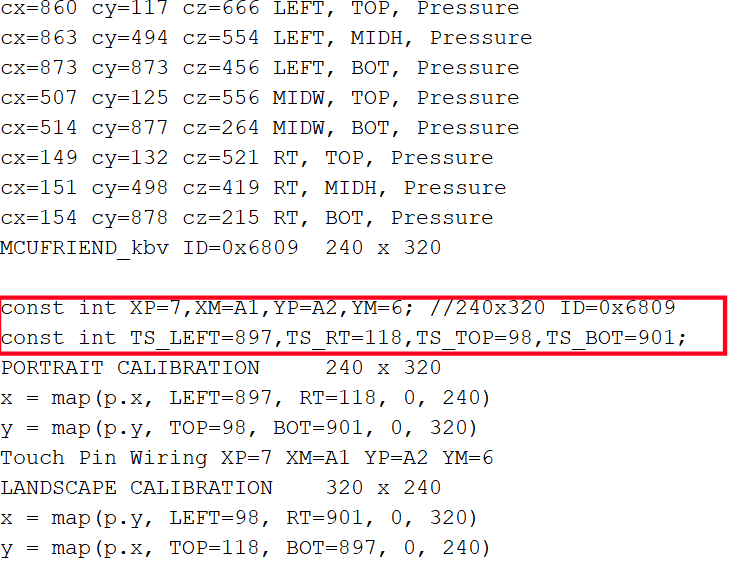 cx=860 cy=117 cz=666 LEFT, TOP, Pressure
cx=863 cy=494 cz=554 LEFT, MIDH, Pressure
cx=873 cy=873 cz=456 LEFT, BOT, Pressure
cx=507 cy=125 cz=556 MIDW, TOP, Pressure
cx=514 cy=877 cz=264 MIDW, BOT, Pressure
cx=149 cy=132 cz=521 RT, TOP, Pressure
cx=151 cy=498 cz=419 RT, MIDH, Pressure
cx=154 cy=878 cz=215 RT, BOT, Pressure
MCUFRIEND_kbv ID=0x6809  240 x 320
const int XP=7,XM=A1,YP=A2,YM=6; //240x320 ID=0x6809
const int TS_LEFT=897,TS_RT=118,TS_TOP=98,TS_BOT=901;
PORTRAIT CALIBRATION     240 x 320
x = map(p.x, LEFT=897, RT=118, 0, 240)
y = map(p.y, TOP=98, BOT=901, 0, 320)
Touch Pin Wiring XP=7 XM=A1 YP=A2 YM=6
LANDSCAPE CALIBRATION    320 x 240
x = map(p.y, LEFT=98, RT=901, 0, 320)
y = map(p.x, TOP=118, BOT=897, 0, 240)